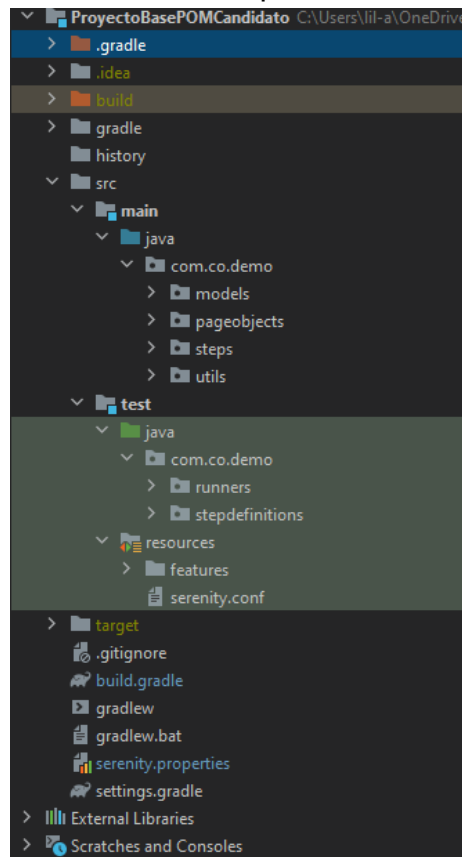 ProyectoBasePOMCandidato C:\Users\lil-a\OneDrive
.gradle
.idea
build
gradle
history
src
main
java
com.co.demo
models
pageobjects
steps
utils
test
java
com.co.demo
runners
stepdefinitions
resources
features
serenity.conf
target
.gitignore
build.gradle
gradlew
gradlew.bat
serenity.properties
settings.gradle
External Libraries
Scratches and Consoles